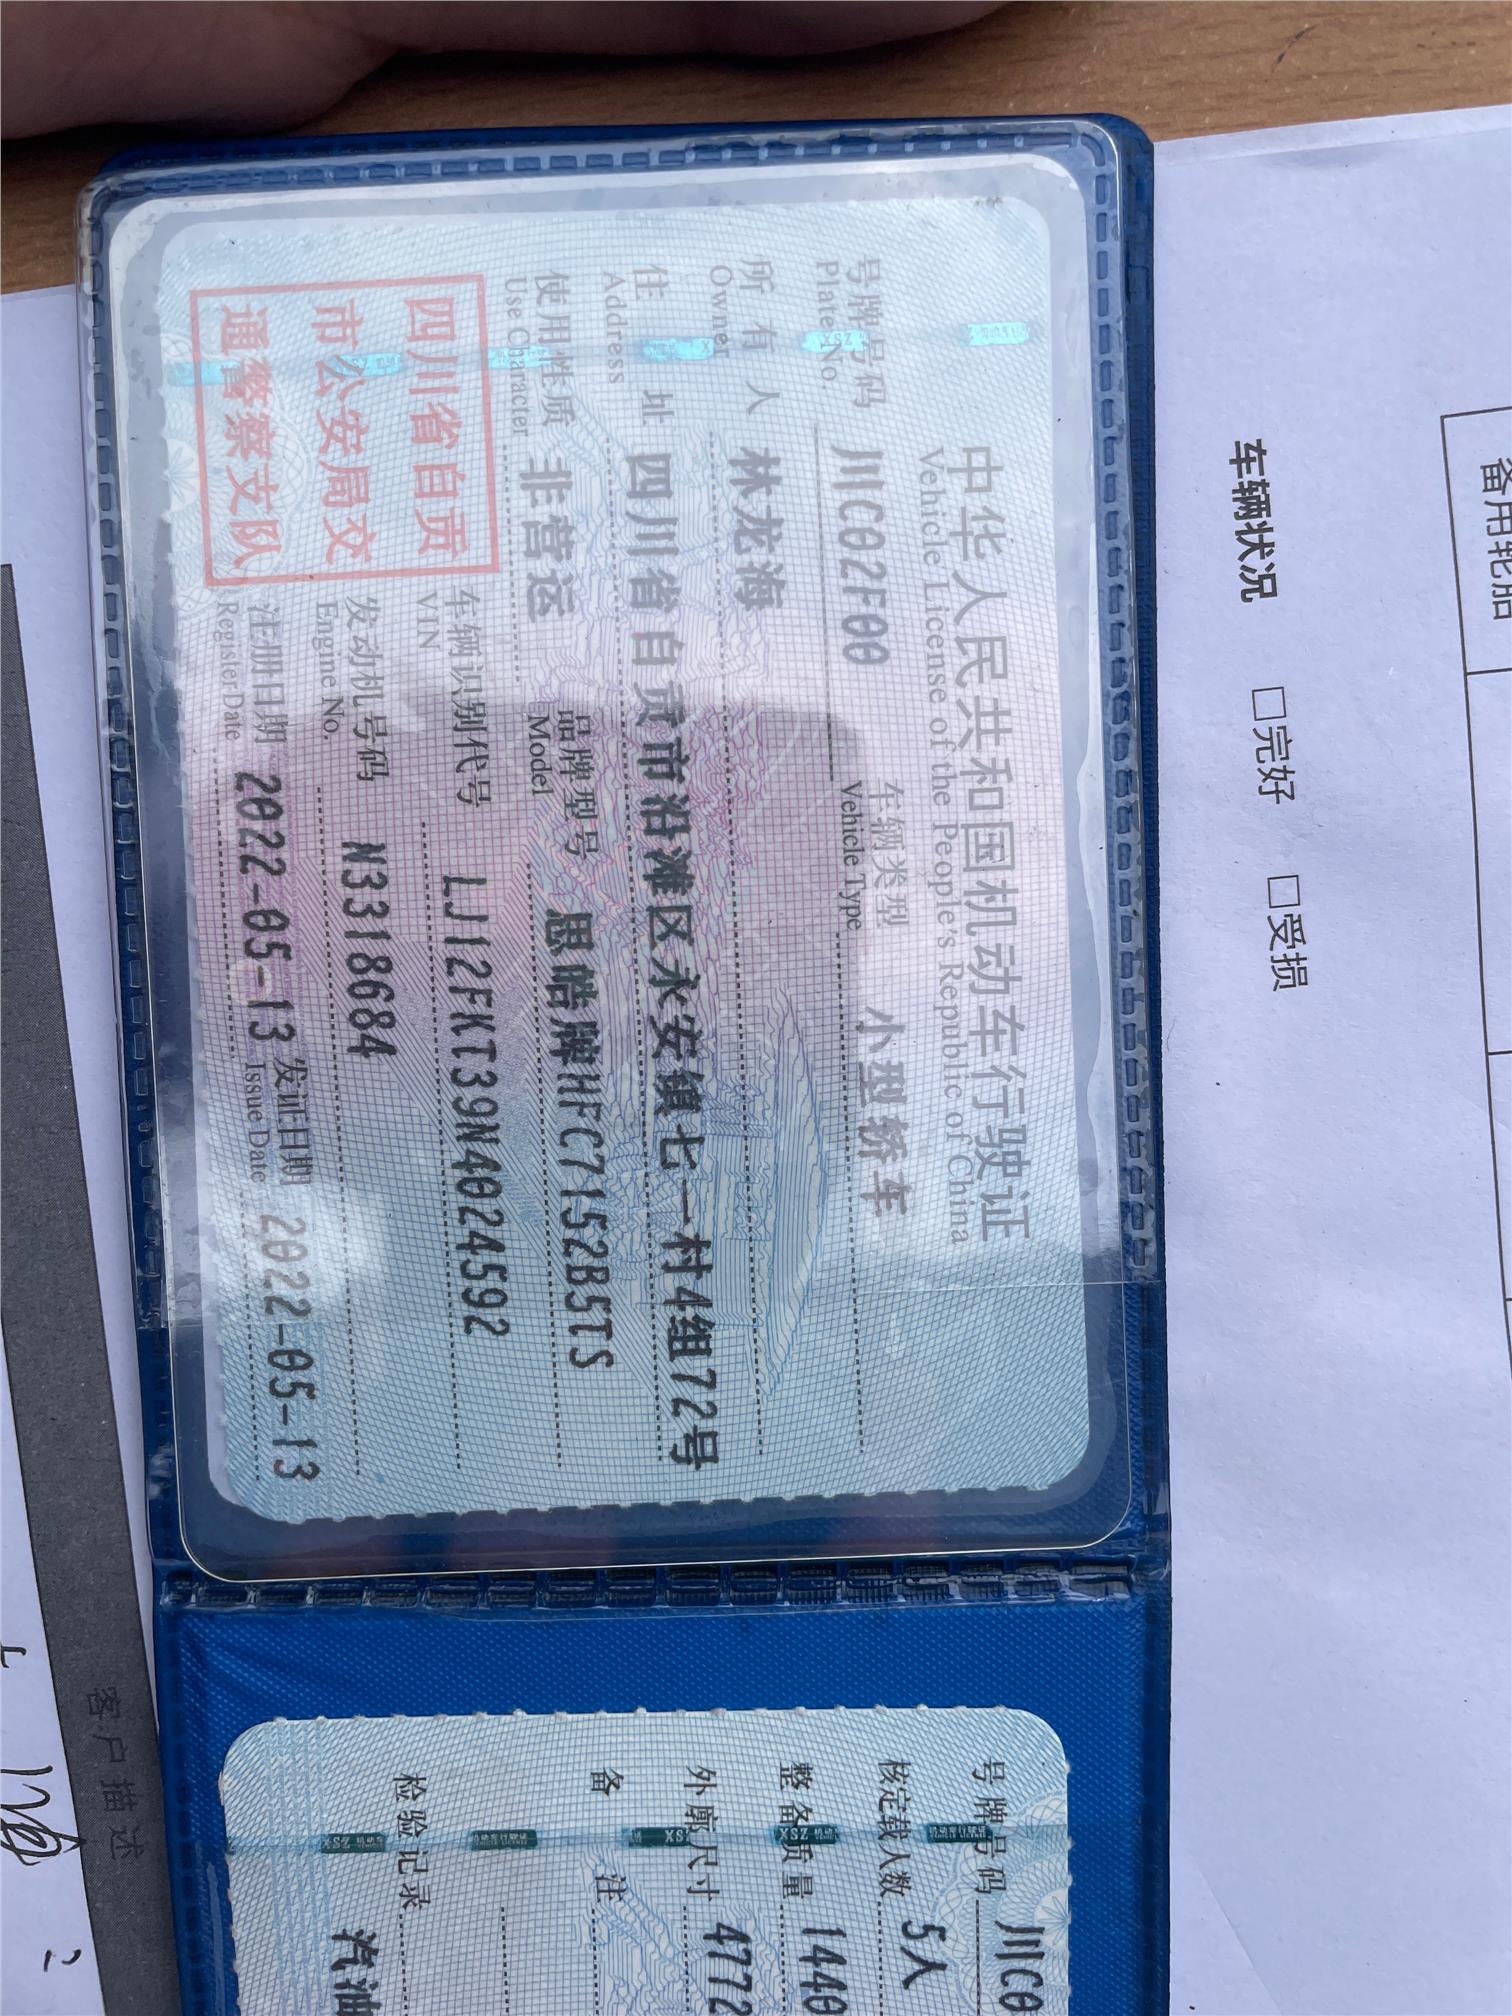 中华人民共和国机动车行驶证
Vehicle License of the People's Republic of China
号牌号码 川C02F00 车辆类型 小型轿车
Plate No. Vehicle Type
所有人 林龙海
Owner
住址 四川省自贡市沿滩区永安镇七一村4组72号
Address
使用性质 非营运 品牌型号 思皓牌HFC7152B5TS
Use Character Model
四川省自贡
市公安局交
通警察支队
车辆识别代号 LJ12FKT39N4024592
VIN
发动机号码 N3318684
Engine No.
注册日期 2022-05-13 发证日期 2022-05-13
Register Date Issue Date
号牌号码 川C0
核定载人数 5人
整备质量 1440
外廓尺寸 4772
备注
检验记录 汽油
备用轮胎
车辆状况 □完好 □受损
客户描述